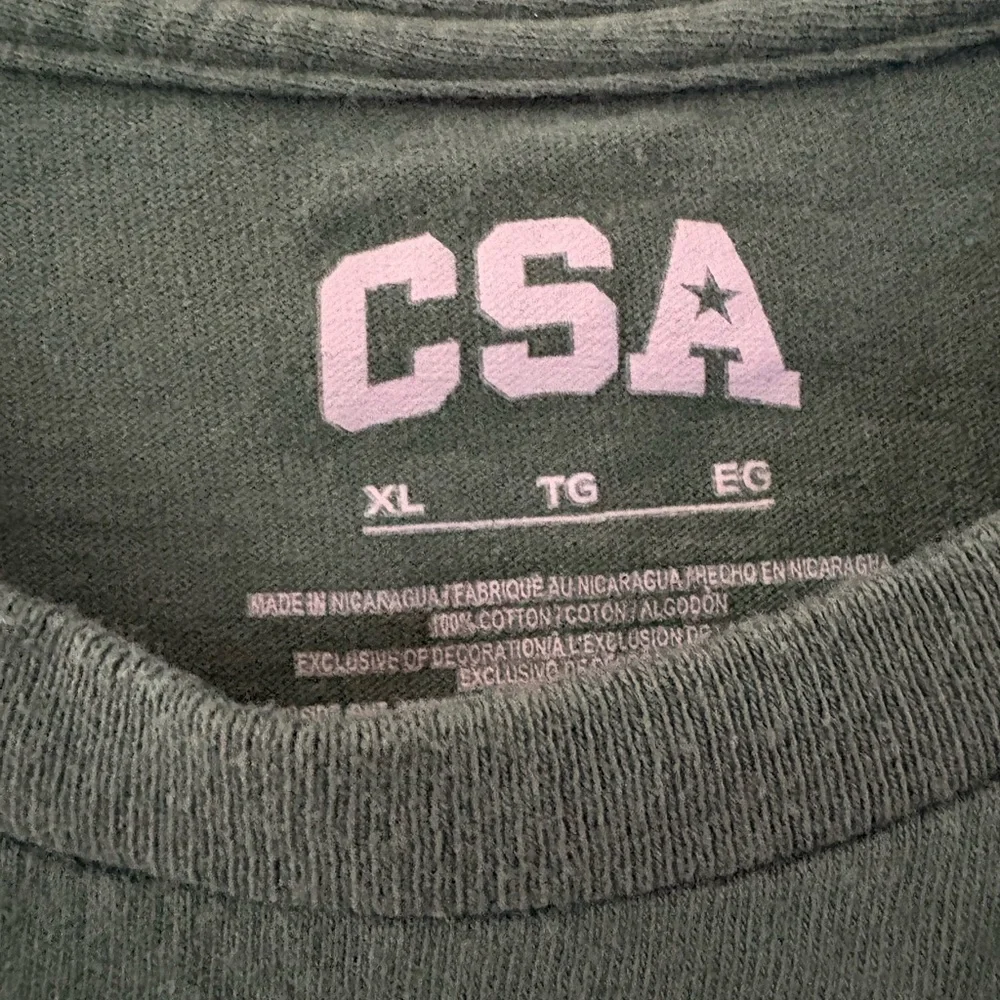 CSA
XL TG EG
MADE IN NICARAGUA / FABRIQUÉ AU NICARAGUA / HECHO EN NICARAGUA
100% COTTON / COTON / ALGODÓN
EXCLUSIVE OF DECORATION/À L'EXCLUSION DE
EXCLUSIVO DE